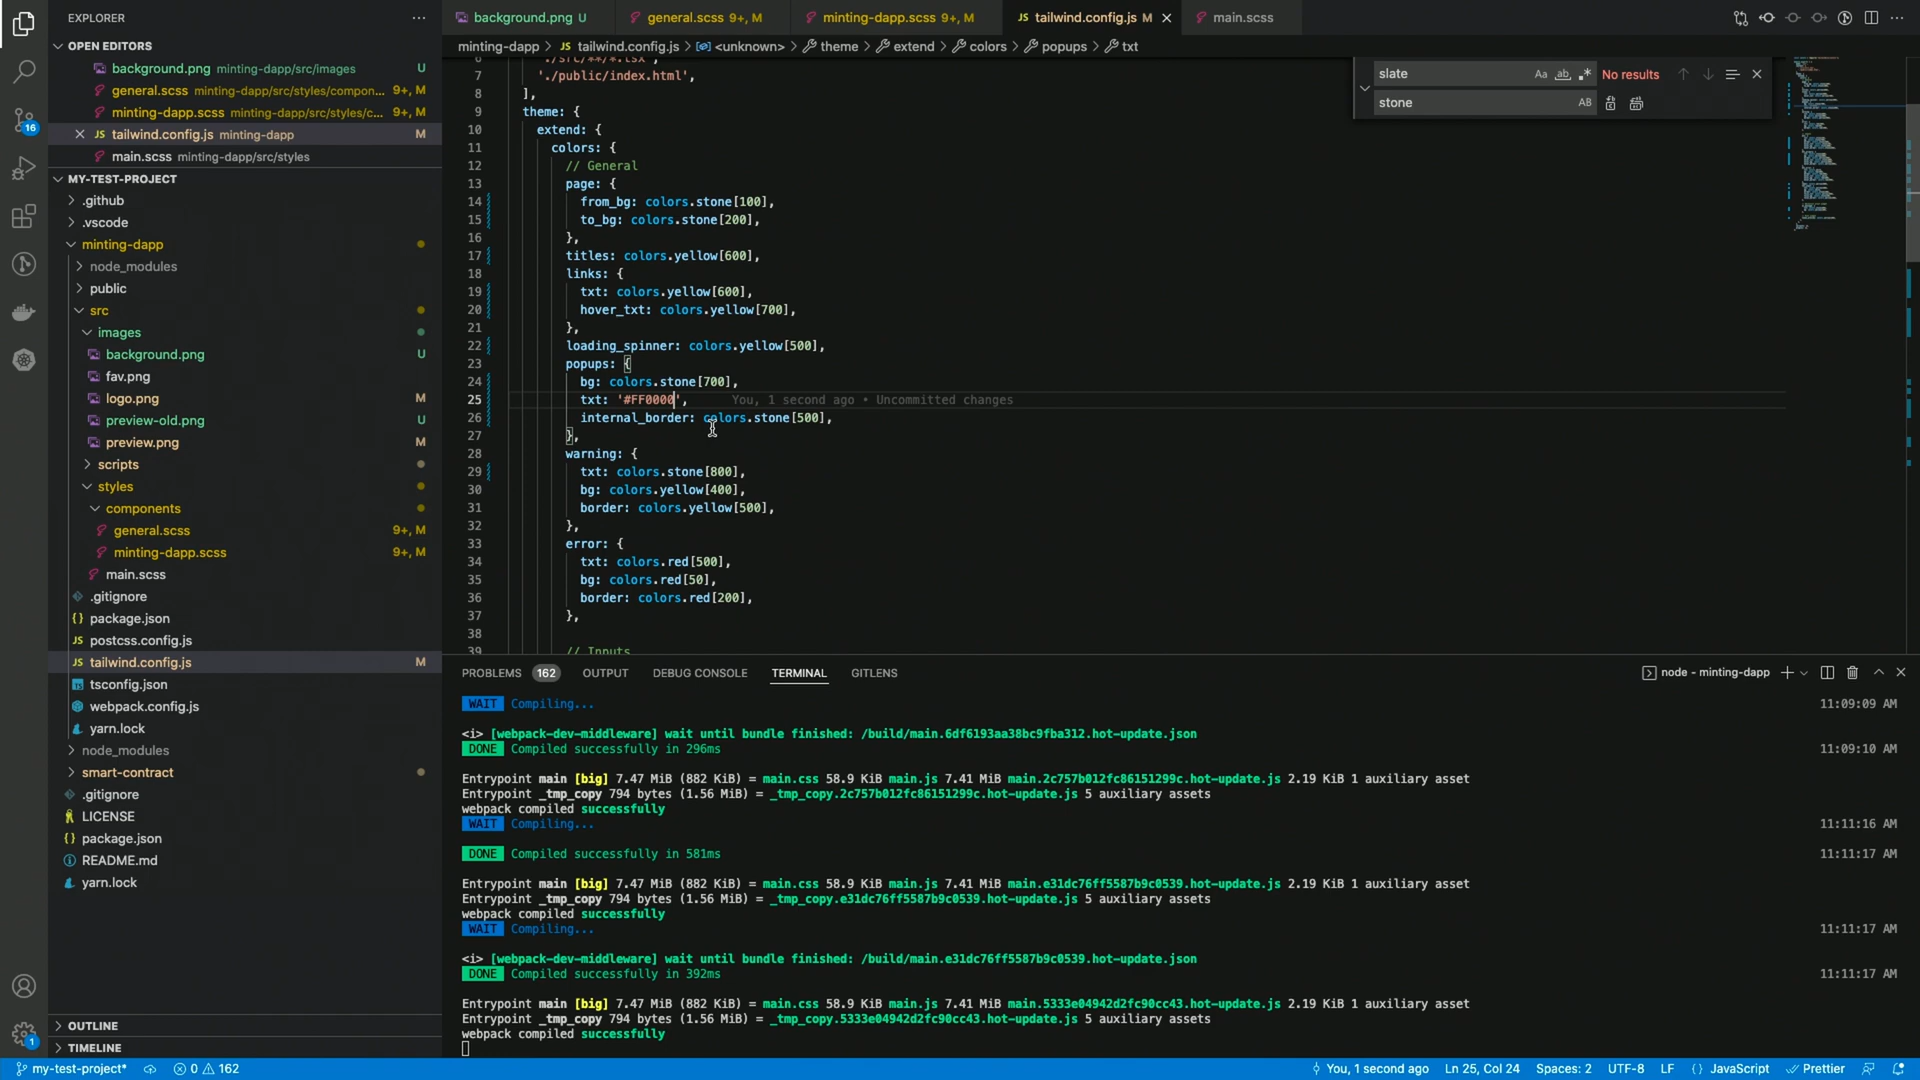 EXPLORER
OPEN EDITORS
background.png minting-dapp/src/images U
general.scss minting-dapp/src/styles/compon... 9+, M
minting-dapp.scss minting-dapp/src/styles/c... 9+, M
JS tailwind.config.js minting-dapp M
main.scss minting-dapp/src/styles
MY-TEST-PROJECT
.github
.vscode
minting-dapp
node_modules
public
src
images
background.png U
fav.png
logo.png M
preview-old.png U
preview.png M
scripts
styles
components
general.scss 9+, M
minting-dapp.scss 9+, M
main.scss
.gitignore
{} package.json
JS postcss.config.js
JS tailwind.config.js M
tsconfig.json
webpack.config.js
yarn.lock
node_modules
smart-contract
.gitignore
LICENSE
{} package.json
README.md
yarn.lock
OUTLINE
TIMELINE
16
1
background.png U
general.scss 9+, M
minting-dapp.scss 9+, M
JS tailwind.config.js M
main.scss
minting-dapp > JS tailwind.config.js > <unknown> > theme > extend > colors > popups > txt
slate Aa ab .* No results
stone AB
6 './src/**/*.tsx',
7 './public/index.html',
8 ],
9 theme: {
10 extend: {
11 colors: {
12 // General
13 page: {
14 from_bg: colors.stone[100],
15 to_bg: colors.stone[200],
16 },
17 titles: colors.yellow[600],
18 links: {
19 txt: colors.yellow[600],
20 hover_txt: colors.yellow[700],
21 },
22 loading_spinner: colors.yellow[500],
23 popups: {
24 bg: colors.stone[700],
25 txt: '#FF0000', You, 1 second ago • Uncommitted changes
26 internal_border: colors.stone[500],
27 },
28 warning: {
29 txt: colors.stone[800],
30 bg: colors.yellow[400],
31 border: colors.yellow[500],
32 },
33 error: {
34 txt: colors.red[500],
35 bg: colors.red[50],
36 border: colors.red[200],
37 },
38
39 // Inputs
PROBLEMS 162 OUTPUT DEBUG CONSOLE TERMINAL GITLENS
node - minting-dapp
WAIT Compiling... 11:09:09 AM
<i> [webpack-dev-middleware] wait until bundle finished: /build/main.6df6193aa38bc9fba312.hot-update.json
DONE Compiled successfully in 296ms 11:09:10 AM
Entrypoint main [big] 7.47 MiB (882 KiB) = main.css 58.9 KiB main.js 7.41 MiB main.2c757b012fc86151299c.hot-update.js 2.19 KiB 1 auxiliary asset
Entrypoint _tmp_copy 794 bytes (1.56 MiB) = _tmp_copy.2c757b012fc86151299c.hot-update.js 5 auxiliary assets
webpack compiled successfully
WAIT Compiling... 11:11:16 AM
DONE Compiled successfully in 581ms 11:11:17 AM
Entrypoint main [big] 7.47 MiB (882 KiB) = main.css 58.9 KiB main.js 7.41 MiB main.e31dc76ff5587b9c0539.hot-update.js 2.19 KiB 1 auxiliary asset
Entrypoint _tmp_copy 794 bytes (1.56 MiB) = _tmp_copy.e31dc76ff5587b9c0539.hot-update.js 5 auxiliary assets
webpack compiled successfully
WAIT Compiling... 11:11:17 AM
<i> [webpack-dev-middleware] wait until bundle finished: /build/main.e31dc76ff5587b9c0539.hot-update.json
DONE Compiled successfully in 392ms 11:11:17 AM
Entrypoint main [big] 7.47 MiB (882 KiB) = main.css 58.9 KiB main.js 7.41 MiB main.5333e04942d2fc90cc43.hot-update.js 2.19 KiB 1 auxiliary asset
Entrypoint _tmp_copy 794 bytes (1.56 MiB) = _tmp_copy.5333e04942d2fc90cc43.hot-update.js 5 auxiliary assets
webpack compiled successfully
my-test-project* 0 162 You, 1 second ago Ln 25, Col 24 Spaces: 2 UTF-8 LF {} JavaScript Prettier